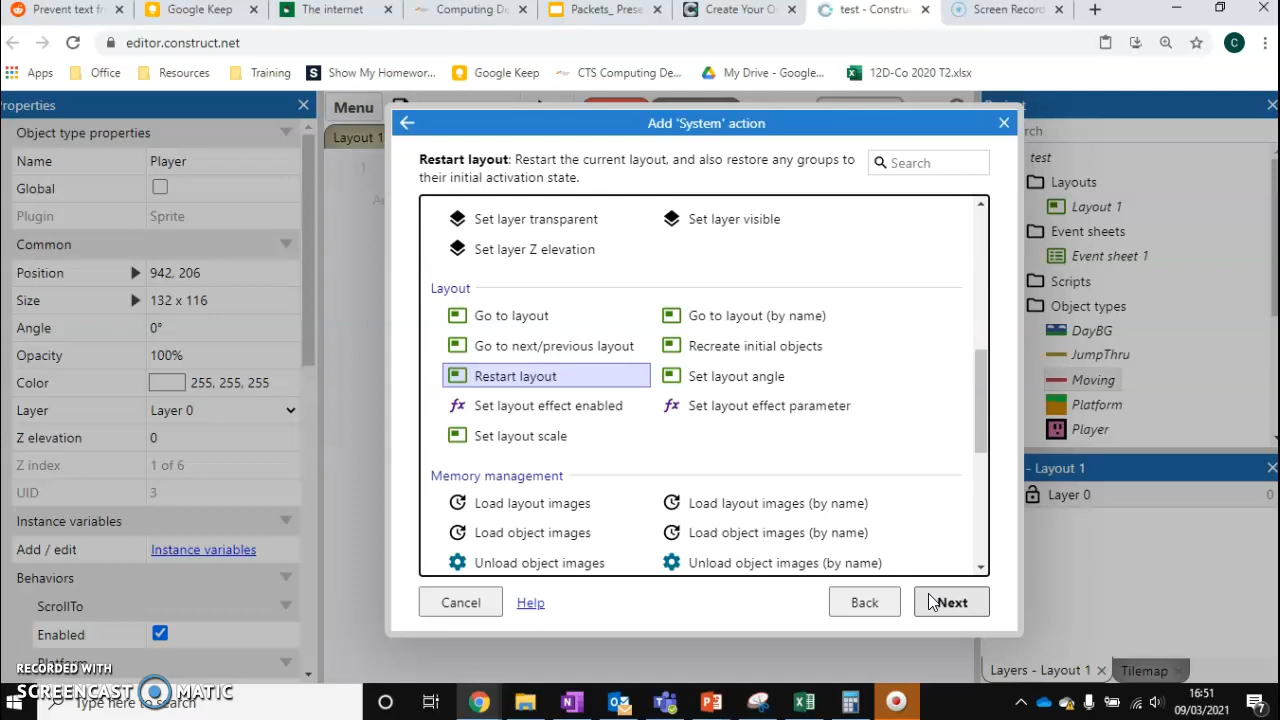 Prevent text fr
Google Keep
The internet
Computing De
Packets_ Prese
Create Your O
test - Constru
Screen Record
editor.construct.net
C
Apps
Office
Resources
Training
S
Show My Homewor...
Google Keep
CTS Computing De...
My Drive - Google...
12D-Co 2020 T2.xlsx
roperties
Menu
Layout 1
Object type properties
Name Player
Global
Plugin Sprite
Common
Position 942, 206
Size 132 x 116
Angle 0°
Opacity 100%
Color 255, 255, 255
Layer Layer 0
Z elevation 0
Z index 1 of 6
UID 3
Instance variables
Add / edit Instance variables
Behaviors
ScrollTo
Enabled
Add 'System' action
Restart layout: Restart the current layout, and also restore any groups to
their initial activation state.
Search
Set layer transparent Set layer visible
Set layer Z elevation
Layout
Go to layout Go to layout (by name)
Go to next/previous layout Recreate initial objects
Restart layout Set layout angle
fx Set layout effect enabled fx Set layout effect parameter
Set layout scale
Memory management
Load layout images Load layout images (by name)
Load object images Load object images (by name)
Unload object images Unload object images (by name)
Cancel Help Back Next
rch
test
Layouts
Layout 1
Event sheets
Event sheet 1
Scripts
Object types
DayBG
JumpThru
Moving
Platform
Player
- Layout 1
Layer 0 0
Layers - Layout 1
Tilemap
RECORDED WITH
SCREENCAST MATIC
Type here to search
16:51
09/03/2021
7